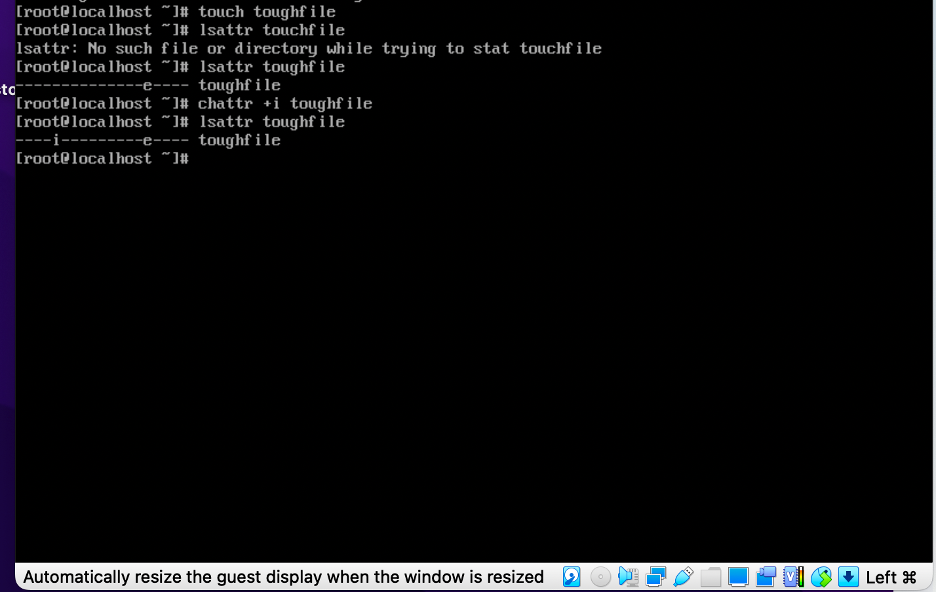 [root@localhost ~]# touch toughfile
[root@localhost ~]# lsattr touchfile
lsattr: No such file or directory while trying to stat touchfile
[root@localhost ~]# lsattr toughfile
--------------e---- toughfile
[root@localhost ~]# chattr +i toughfile
[root@localhost ~]# lsattr toughfile
----i---------e---- toughfile
[root@localhost ~]#
Automatically resize the guest display when the window is resized
Left ⌘